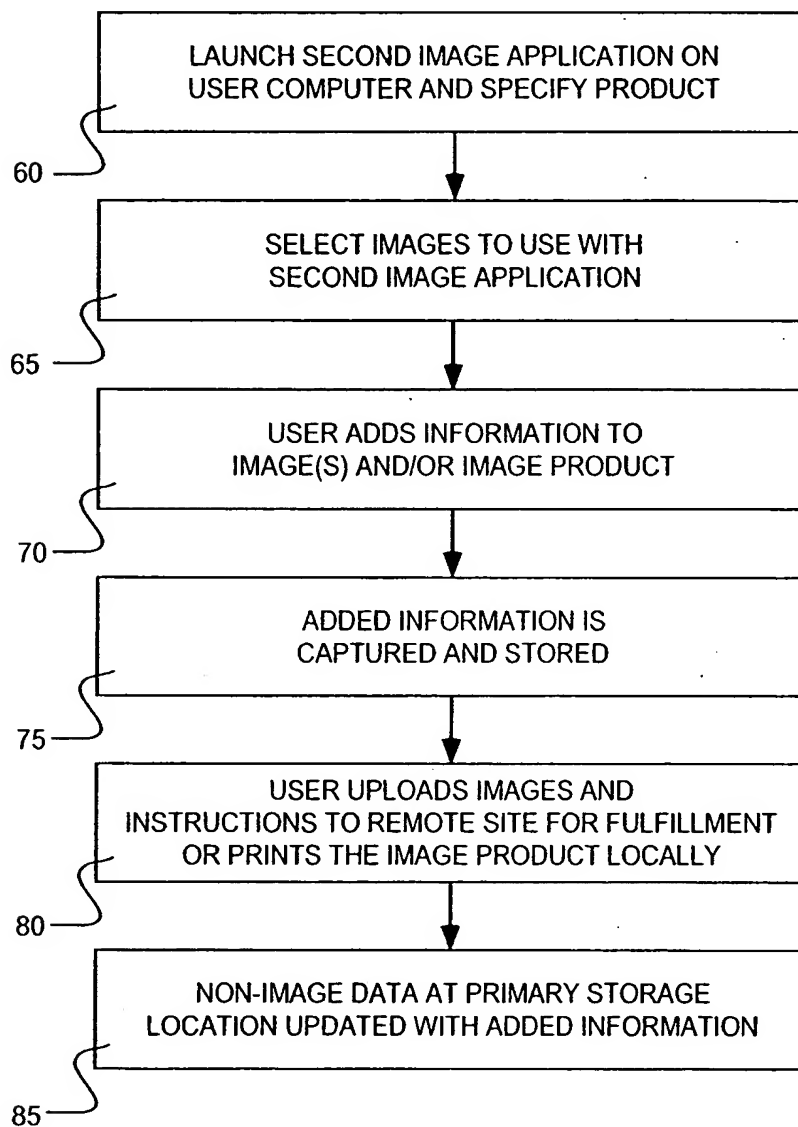 LAUNCH SECOND IMAGE APPLICATION ON
USER COMPUTER AND SPECIFY PRODUCT
60
SELECT IMAGES TO USE WITH
SECOND IMAGE APPLICATION
65
USER ADDS INFORMATION TO
IMAGE(S) AND/OR IMAGE PRODUCT
70
ADDED INFORMATION IS
CAPTURED AND STORED
75
USER UPLOADS IMAGES AND
INSTRUCTIONS TO REMOTE SITE FOR FULFILLMENT
OR PRINTS THE IMAGE PRODUCT LOCALLY
80
NON-IMAGE DATA AT PRIMARY STORAGE
LOCATION UPDATED WITH ADDED INFORMATION
85